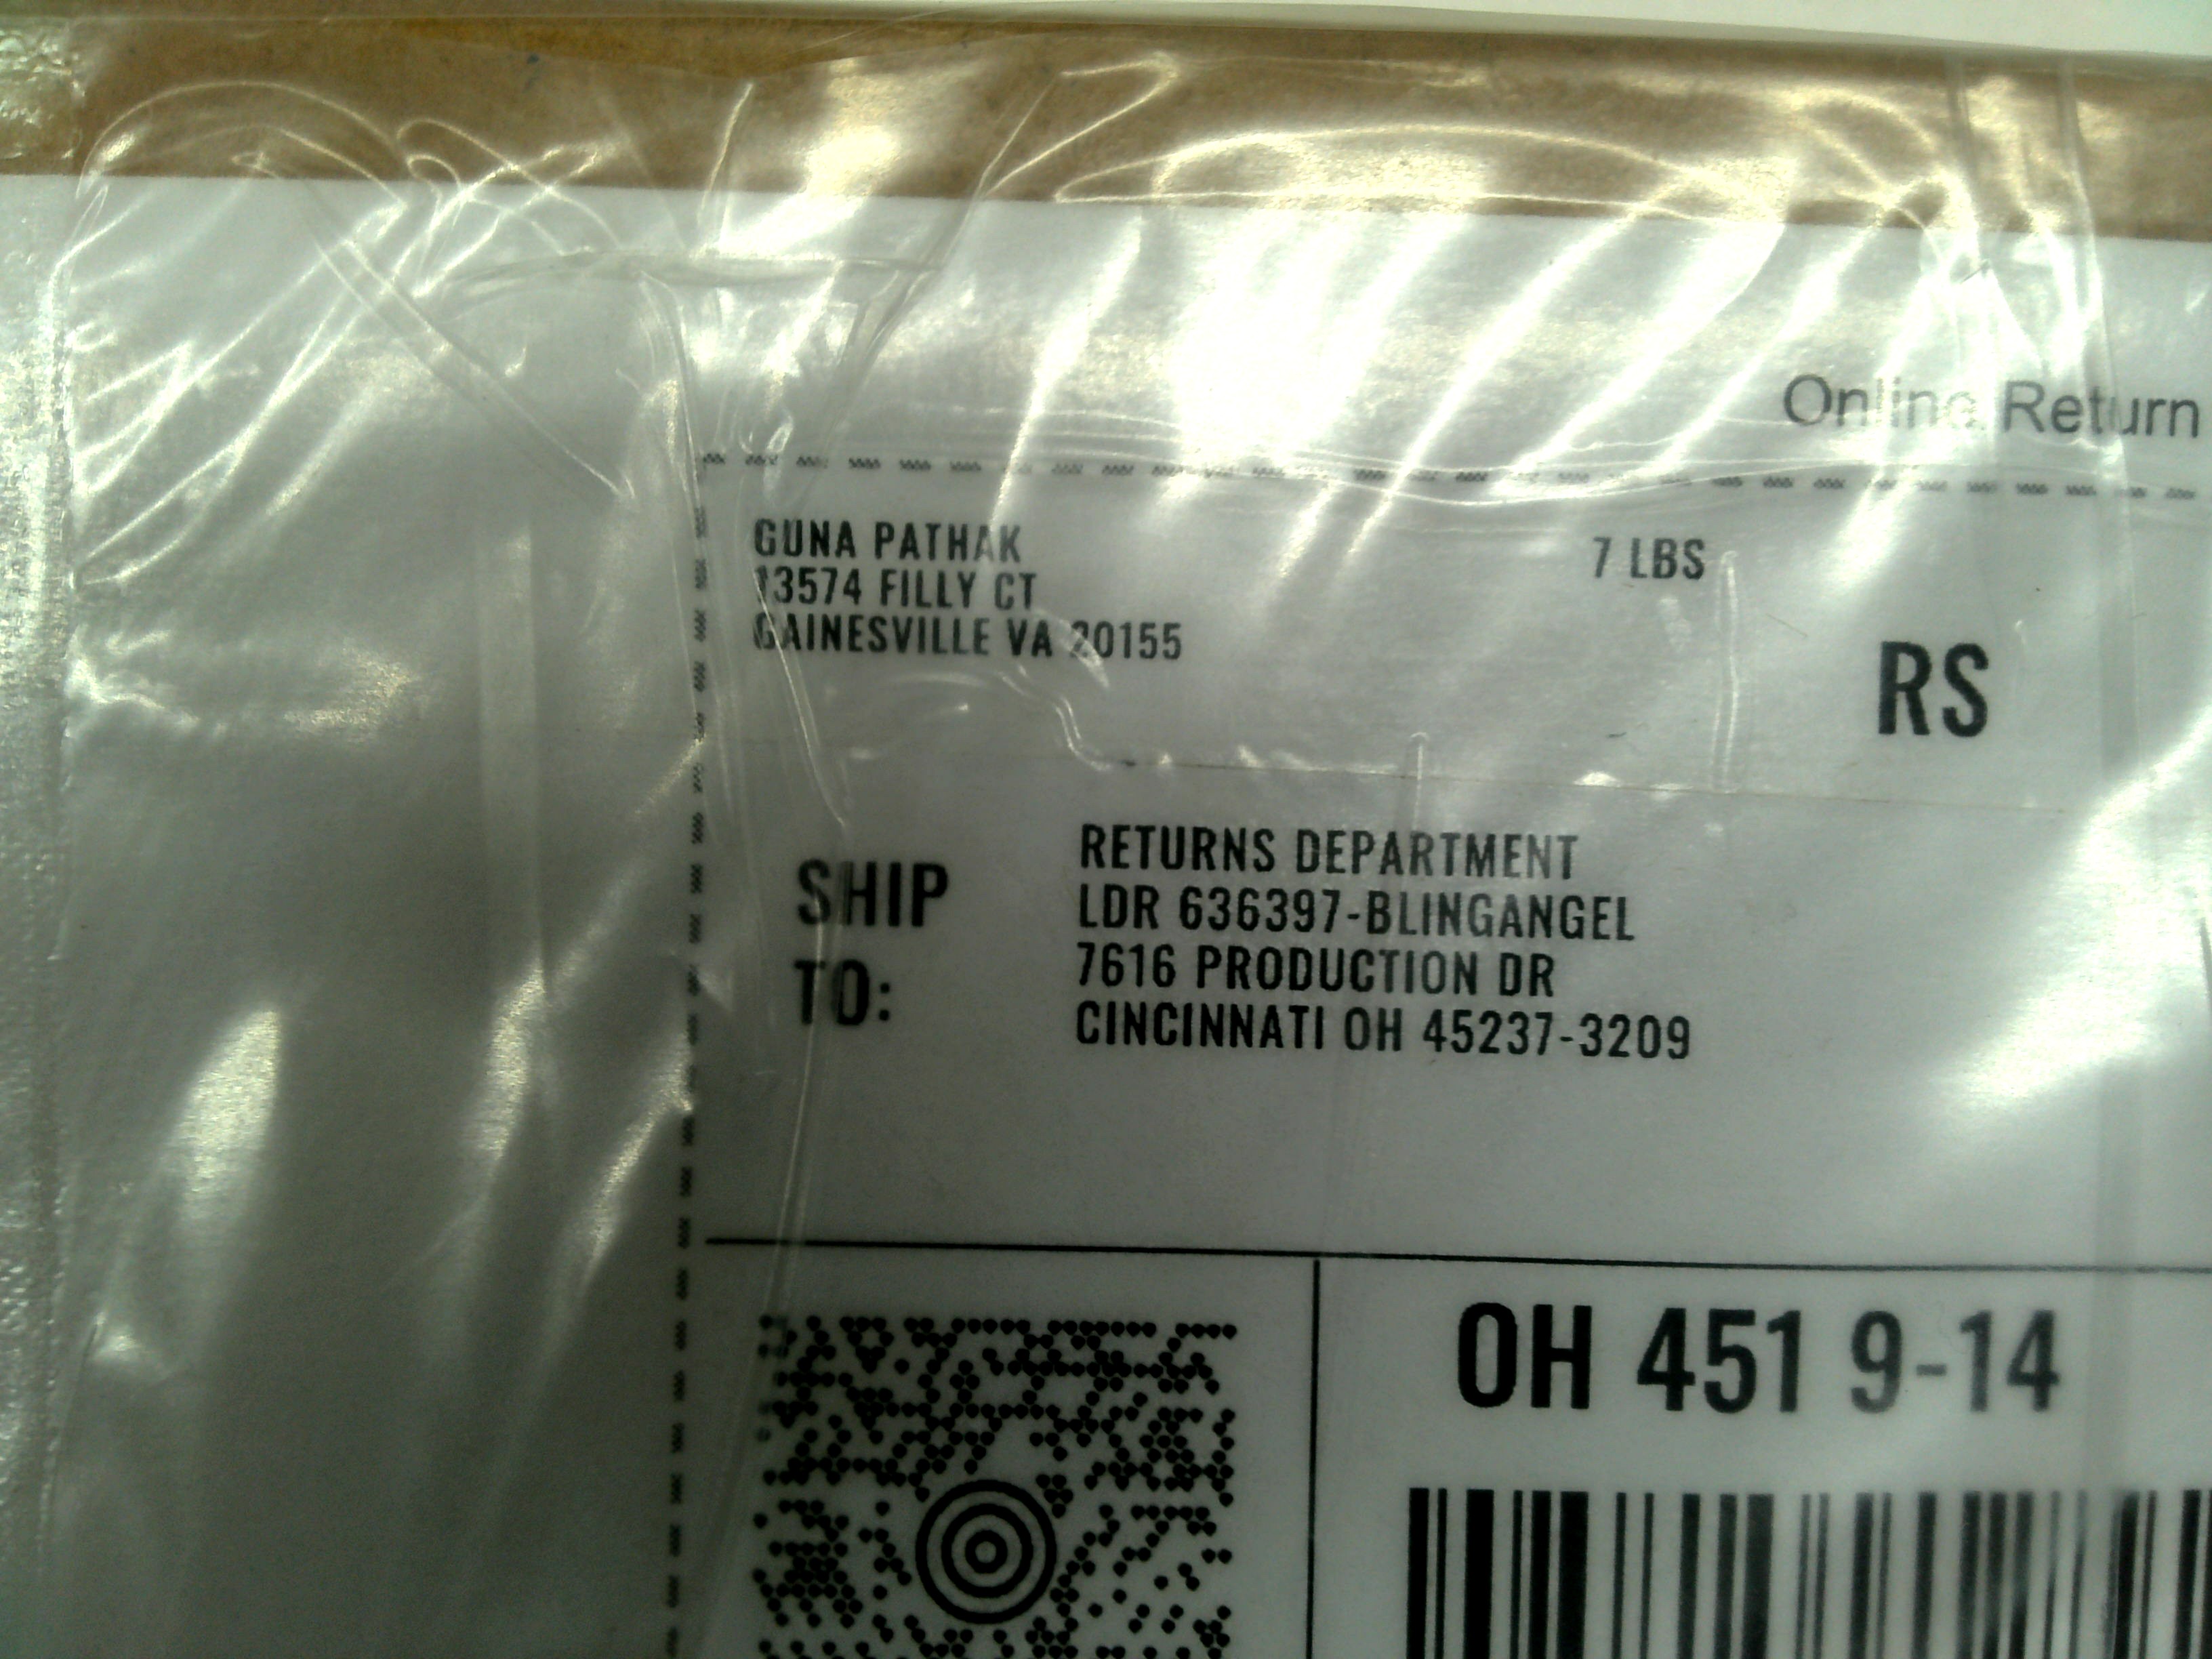 Online Return
GUNA PATHAK
13574 FILLY CT
GAINESVILLE VA 20155
7 LBS
RS
SHIP
TO:
RETURNS DEPARTMENT
LDR 636397-BLINGANGEL
7616 PRODUCTION DR
CINCINNATI OH 45237-3209
OH 451 9-14